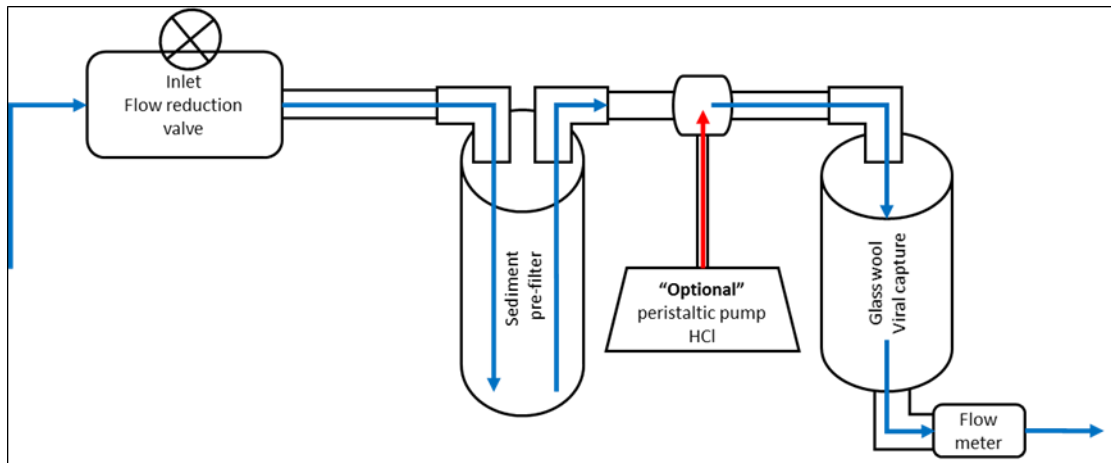 Inlet
Flow reduction
valve
Sediment
pre-filter
“Optional”
peristaltic pump
HCl
Glass wool
Viral capture
Flow
meter